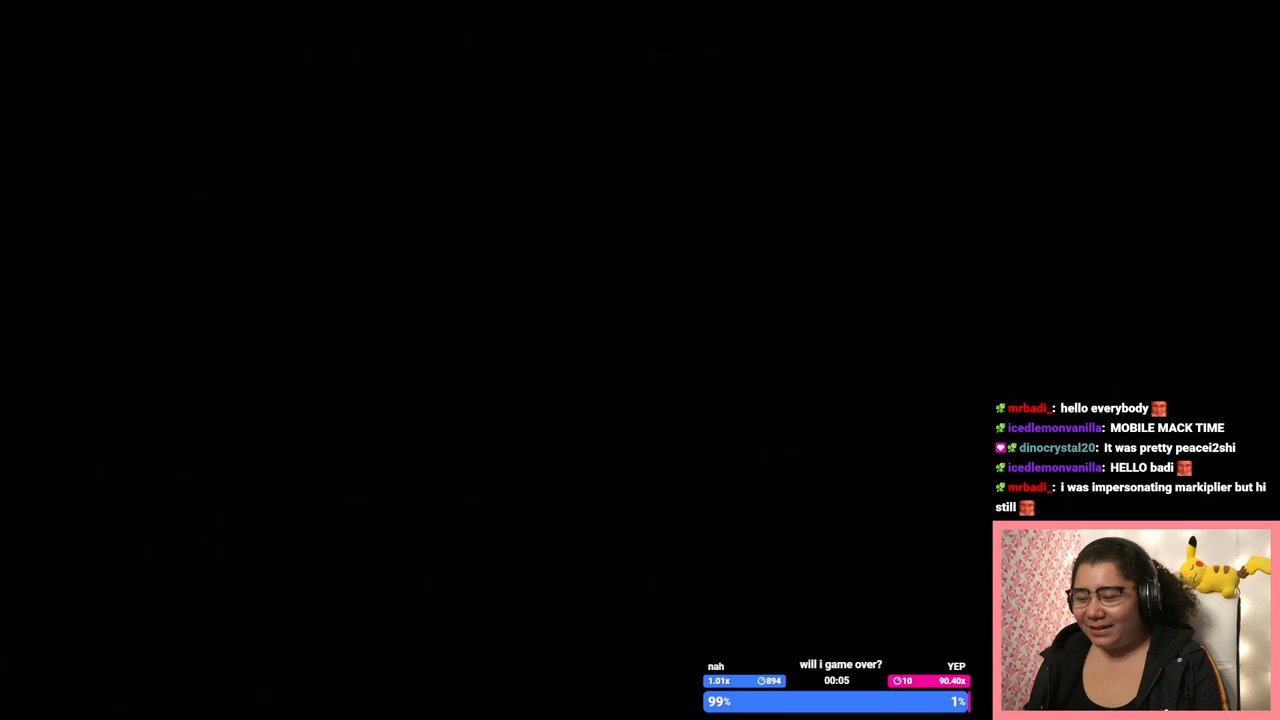 mrbadi_: hello everybody
icedlemonvanilla: MOBILE MACK TIME
dinocrystal20: It was pretty peacei2shi
icedlemonvanilla: HELLO badi
mrbadi_: i was impersonating markiplier but hi
still
nah will i game over? YEP
1.01x 894 00:05 10 90.40x
99% 1%